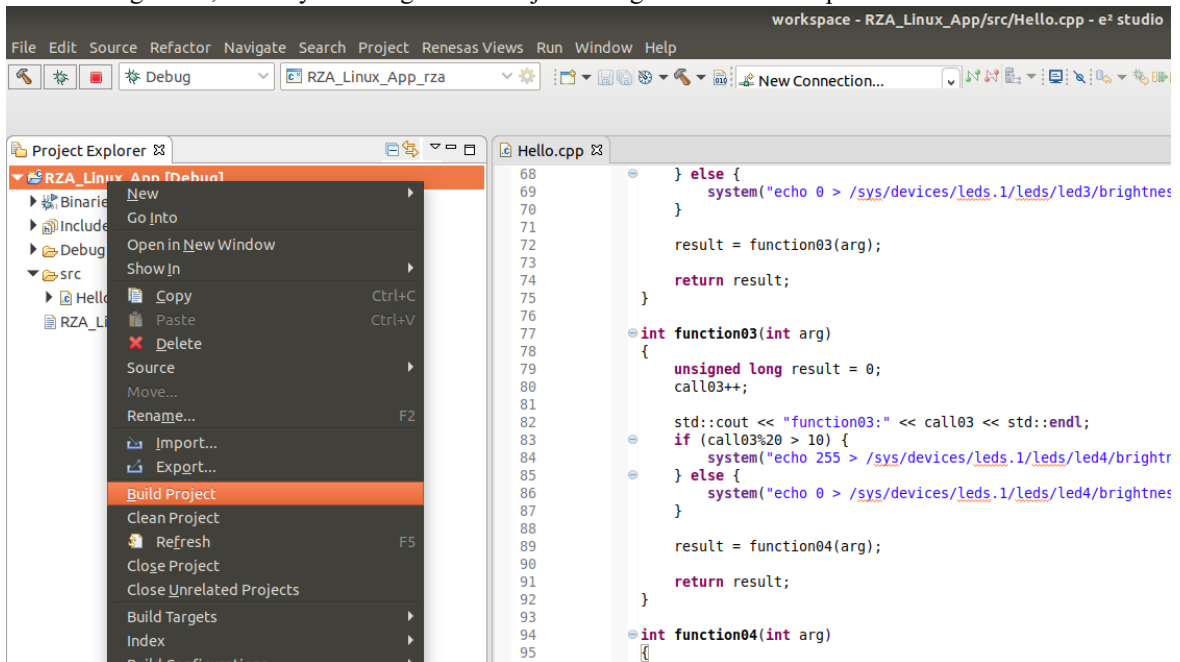 workspace - RZA_Linux_App/src/Hello.cpp - e² studio
File Edit Source Refactor Navigate Search Project Renesas Views Run Window Help
Debug RZA_Linux_App_rza New Connection...
Project Explorer
RZA_Linux_App [Debug]
Binarie
Include
Debug
src
Hello
RZA_Li
New
Go Into
Open in New Window
Show In
Copy Ctrl+C
Paste Ctrl+V
Delete
Source
Move...
Rename... F2
Import...
Export...
Build Project
Clean Project
Refresh F5
Close Project
Close Unrelated Projects
Build Targets
Index
Hello.cpp
68 } else {
69 system("echo 0 > /sys/devices/leds.1/leds/led3/brightnes
70 }
71
72 result = function03(arg);
73
74 return result;
75 }
76
77 int function03(int arg)
78 {
79 unsigned long result = 0;
80 call03++;
81
82 std::cout << "function03:" << call03 << std::endl;
83 if (call03%20 > 10) {
84 system("echo 255 > /sys/devices/leds.1/leds/led4/brightn
85 } else {
86 system("echo 0 > /sys/devices/leds.1/leds/led4/brightnes
87 }
88
89 result = function04(arg);
90
91 return result;
92 }
93
94 int function04(int arg)
95 {